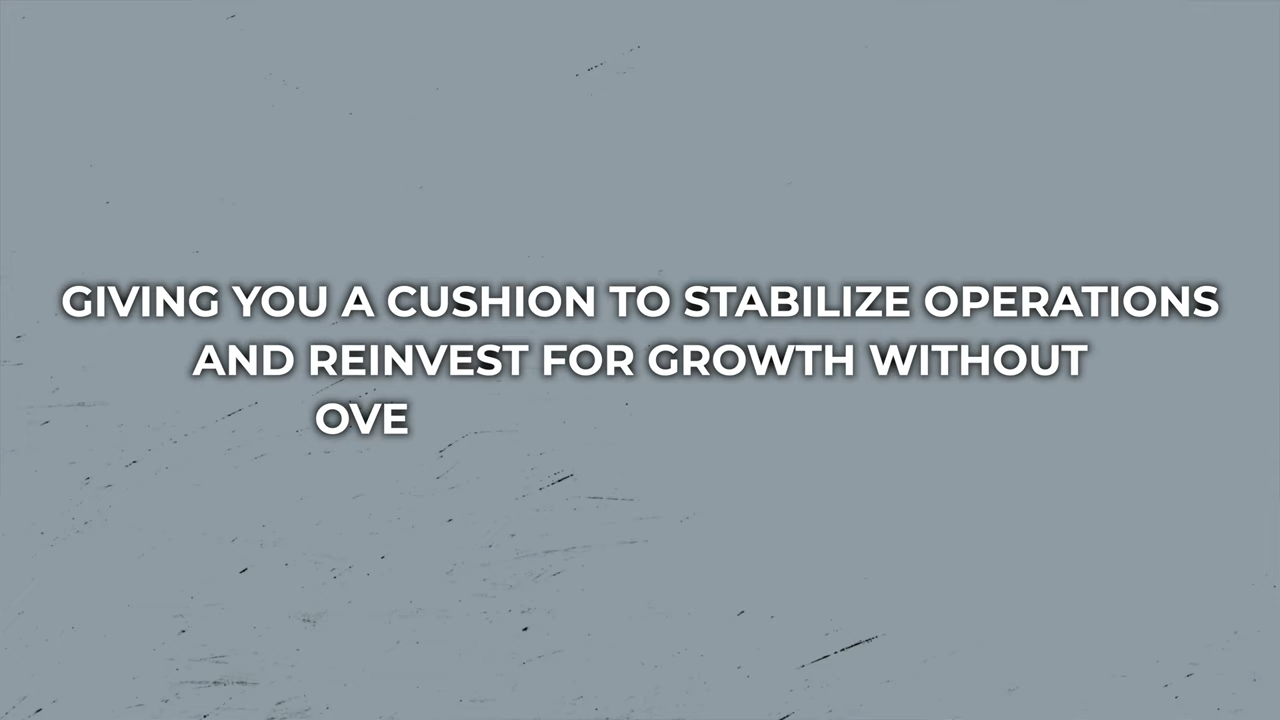 GIVING YOU A CUSHION TO STABILIZE OPERATIONS
AND REINVEST FOR GROWTH WITHOUT
OVE